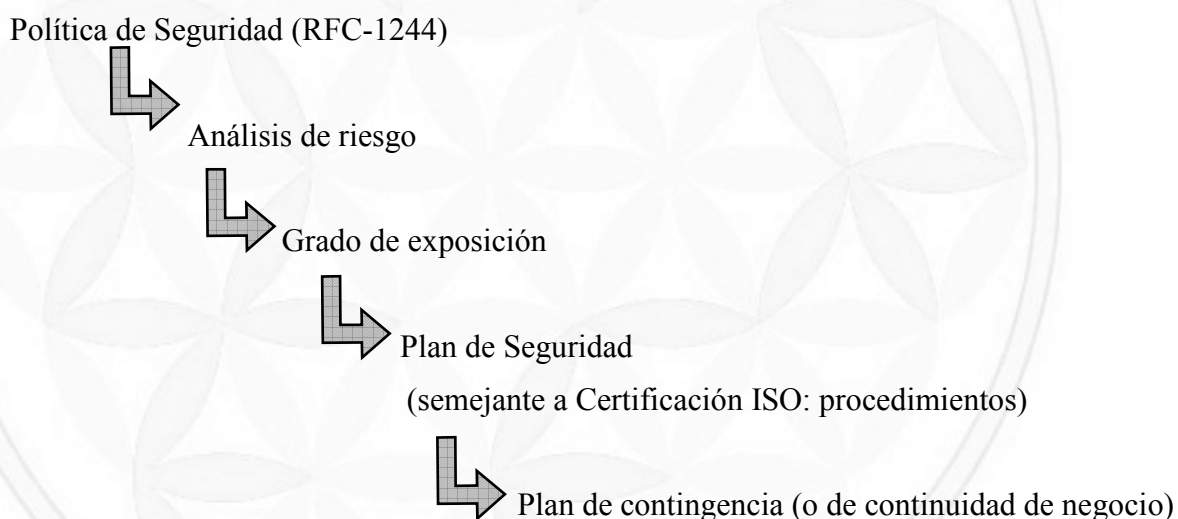 Política de Seguridad (RFC-1244)
Análisis de riesgo
Grado de exposición
Plan de Seguridad
(semejante a Certificación ISO: procedimientos)
Plan de contingencia (o de continuidad de negocio)